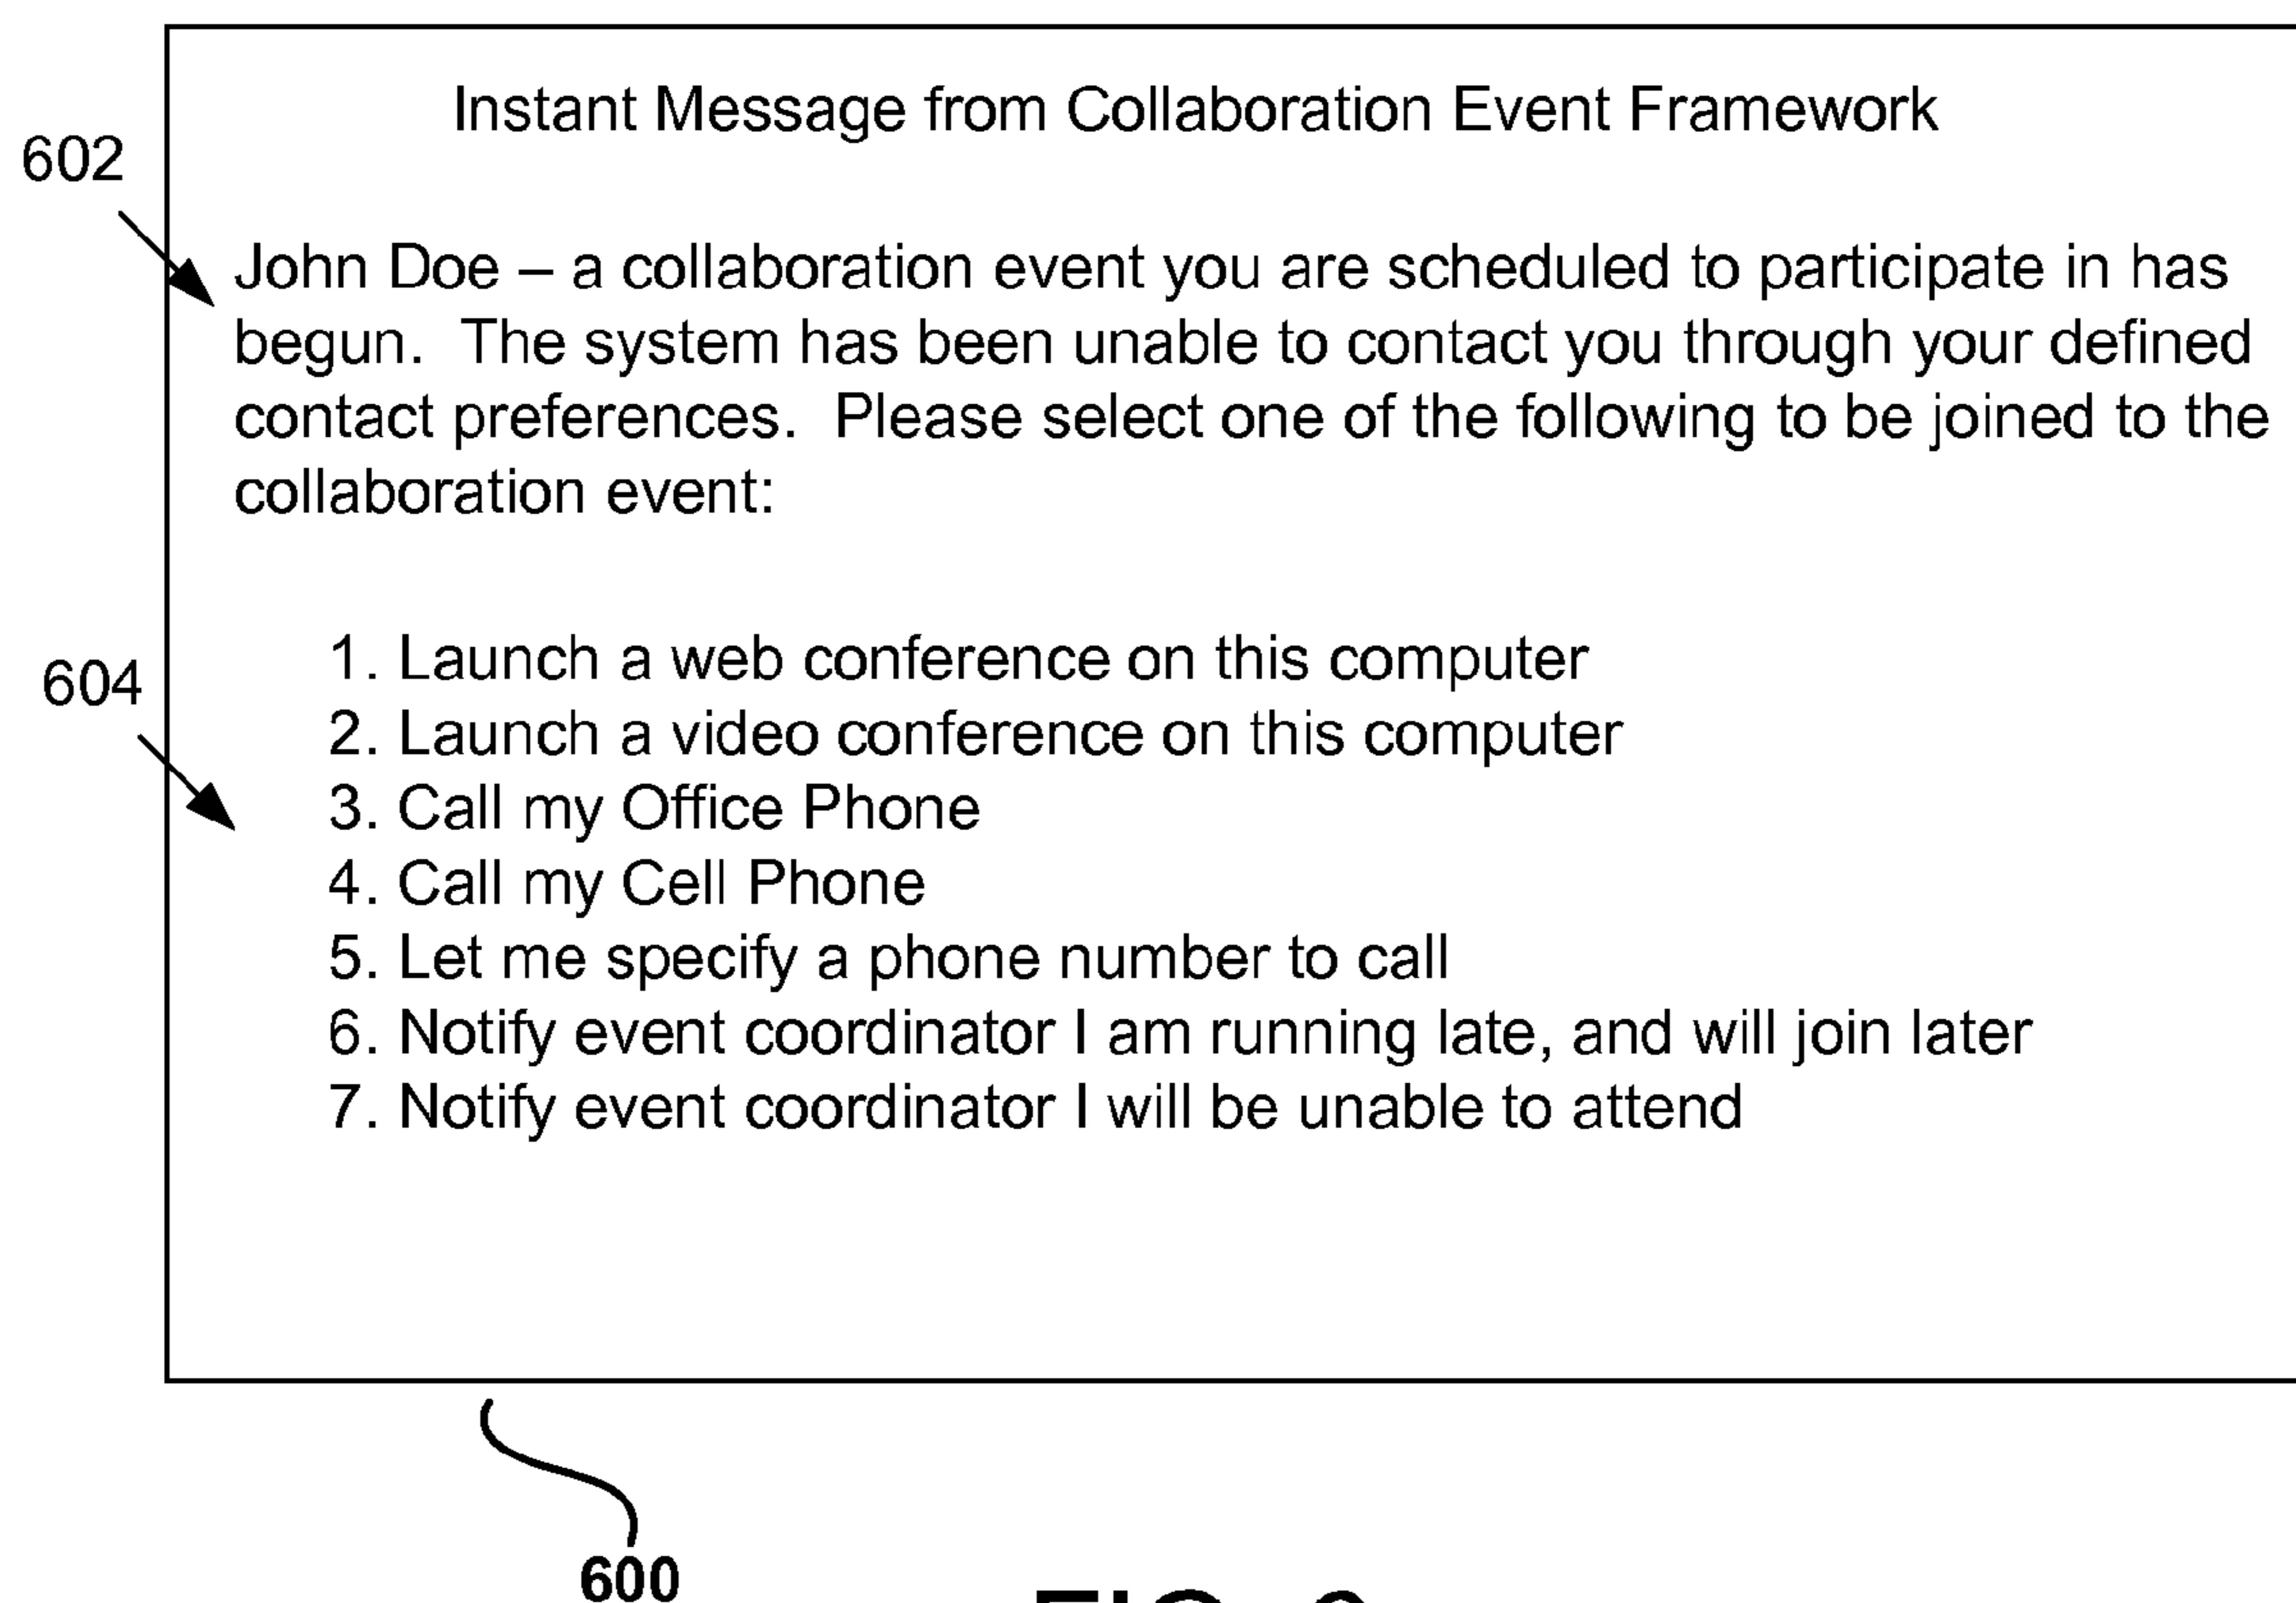 Instant Message from Collaboration Event Framework
602
John Doe – a collaboration event you are scheduled to participate in has
begun. The system has been unable to contact you through your defined
contact preferences. Please select one of the following to be joined to the
collaboration event:
604
1. Launch a web conference on this computer
2. Launch a video conference on this computer
3. Call my Office Phone
4. Call my Cell Phone
5. Let me specify a phone number to call
6. Notify event coordinator I am running late, and will join later
7. Notify event coordinator I will be unable to attend
600